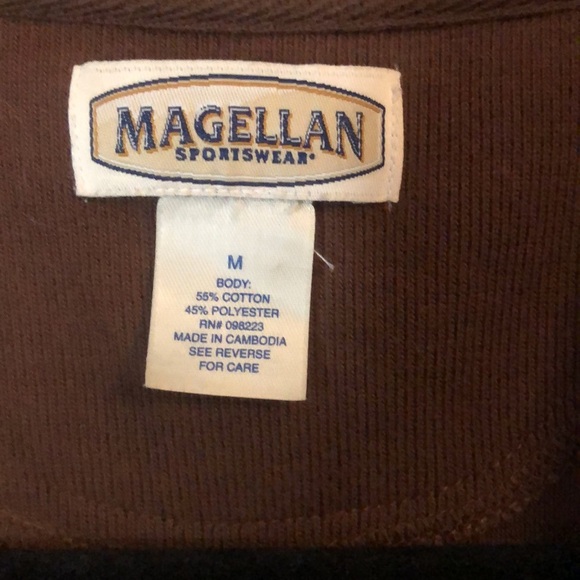 MAGELLAN
SPORTSWEAR®
M
BODY:
55% COTTON
45% POLYESTER
RN# 098223
MADE IN CAMBODIA
SEE REVERSE
FOR CARE